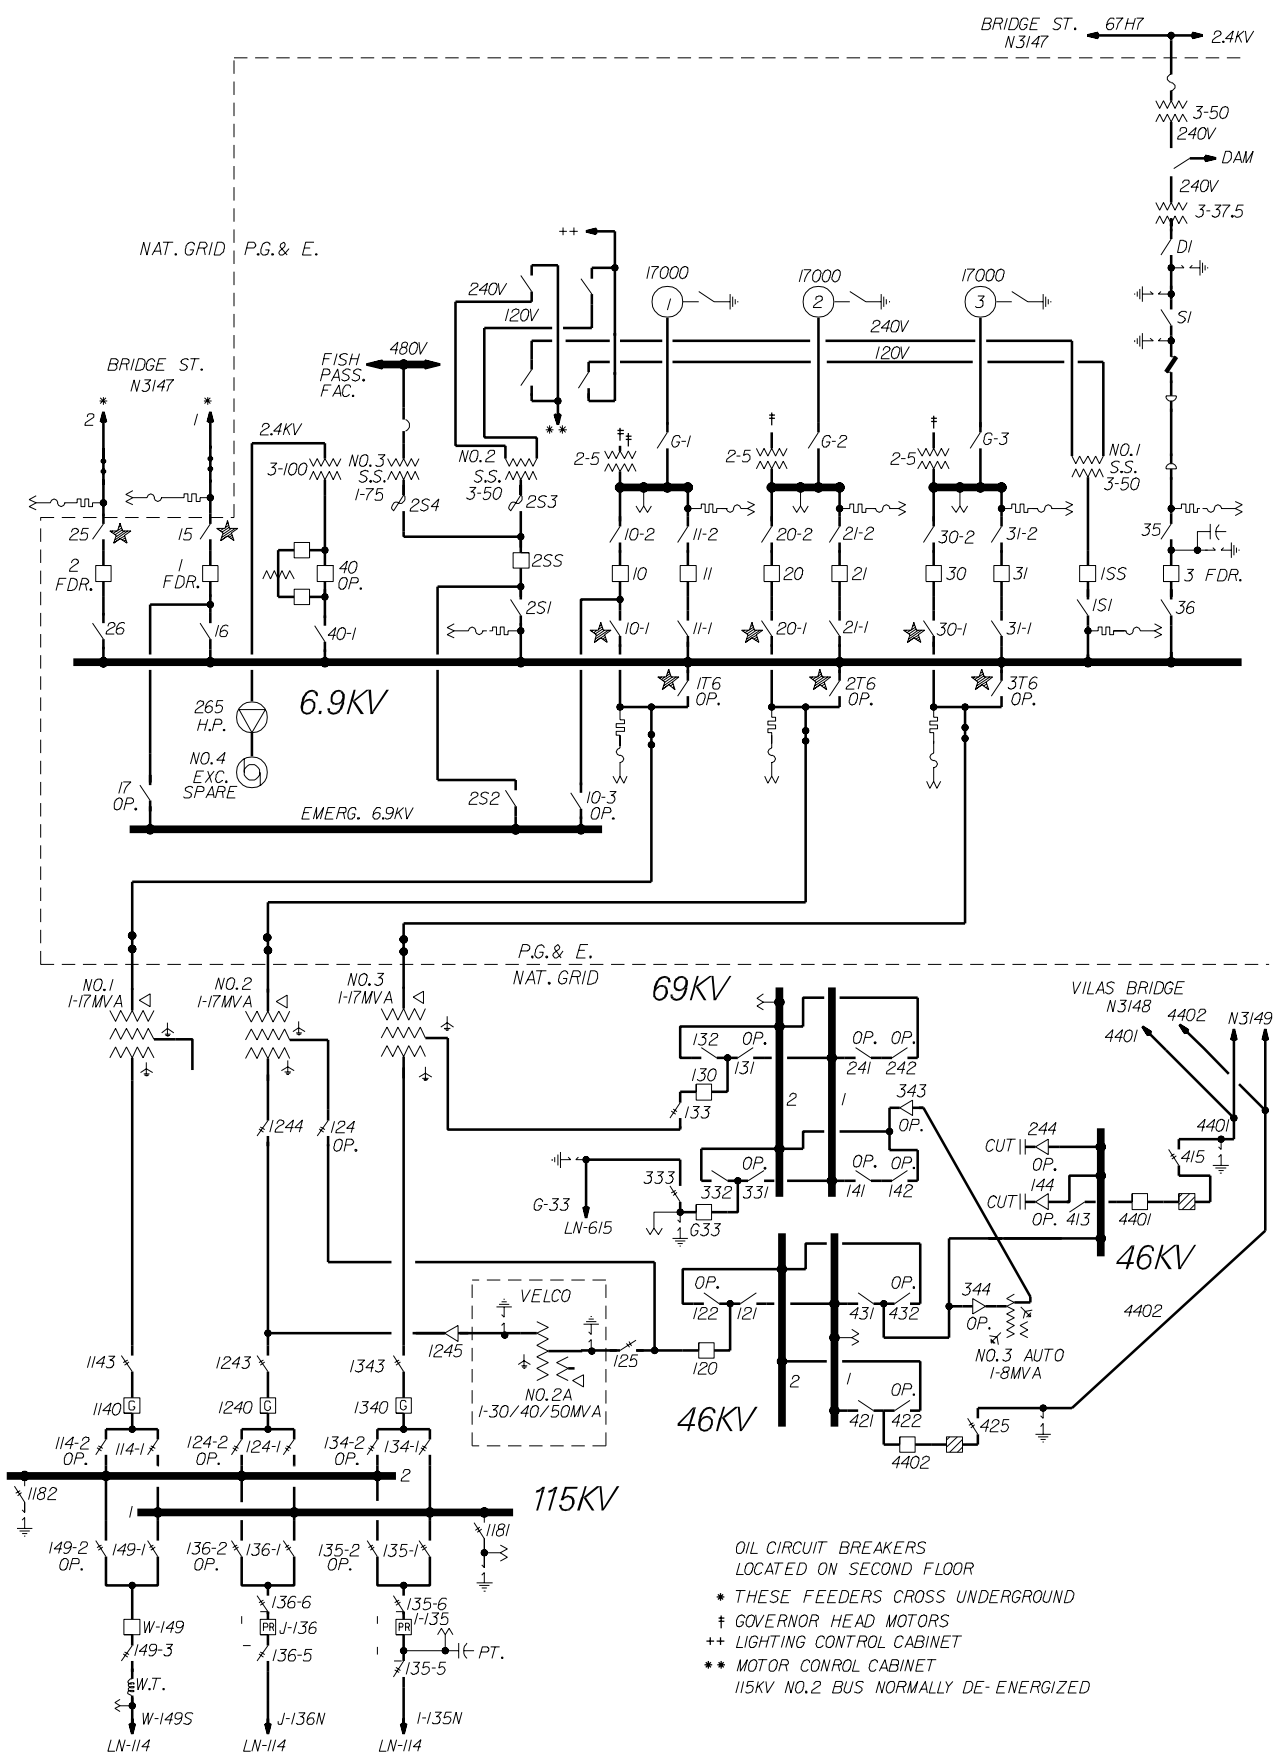 BRIDGE ST.
N3147
67H7
2.4KV
3-50
240V
DAM
240V
3-37.5
D1
S1
NAT. GRID
P.G.& E.
++
17000
1
17000
2
17000
3
240V
120V
240V
120V
FISH
PASS.
FAC.
480V
BRIDGE ST.
N3147
*
2
*
1
**
2.4KV
3-100
NO.3
S.S.
1-75
2S4
NO.2
S.S.
3-50
2S3
2-5
G-1
2-5
G-2
2-5
G-3
NO.1
S.S.
3-50
25
15
10-2
11-2
20-2
21-2
30-2
31-2
35
2
FDR.
1
FDR.
40
OP.
2SS
10
11
20
21
30
31
1SS
3 FDR.
26
16
40-1
2S1
10-1
11-1
20-1
21-1
30-1
31-1
1S1
36
6.9KV
1T6
OP.
2T6
OP.
3T6
OP.
265
H.P.
NO.4
EXC.
SPARE
17
OP.
2S2
10-3
OP.
EMERG. 6.9KV
P.G.& E.
NAT. GRID
NO.1
1-17MVA
NO.2
1-17MVA
NO.3
1-17MVA
69KV
VILAS BRIDGE
N3148
4401
4402
N3149
132
OP.
131
130
133
OP.
241
242
2
1
343
OP.
1244
124
OP.
333
332
OP.
331
OP.
141
OP.
142
G-33
LN-615
G33
CUT
244
OP.
CUT
144
OP.
413
4401
4401
415
46KV
4402
VELCO
OP.
122
121
431
OP.
432
344
OP.
NO.3 AUTO
1-8MVA
1245
125
120
NO.2A
1-30/40/50MVA
2
1
421
OP.
422
46KV
4402
425
1143
1243
1343
1140
G
1240
G
1340
G
114-2
OP.
114-1
124-2
OP.
124-1
134-2
OP.
134-1
2
1182
1
115KV
1181
149-2
OP.
149-1
136-2
OP.
136-1
135-2
OP.
135-1
136-6
135-6
W-149
PR
J-136
PR
I-135
149-3
136-5
135-5
PT.
W.T.
W-149S
J-136N
I-135N
LN-114
LN-114
LN-114
OIL CIRCUIT BREAKERS
LOCATED ON SECOND FLOOR
* THESE FEEDERS CROSS UNDERGROUND
‡ GOVERNOR HEAD MOTORS
++ LIGHTING CONTROL CABINET
** MOTOR CONROL CABINET
115KV NO.2 BUS NORMALLY DE-ENERGIZED